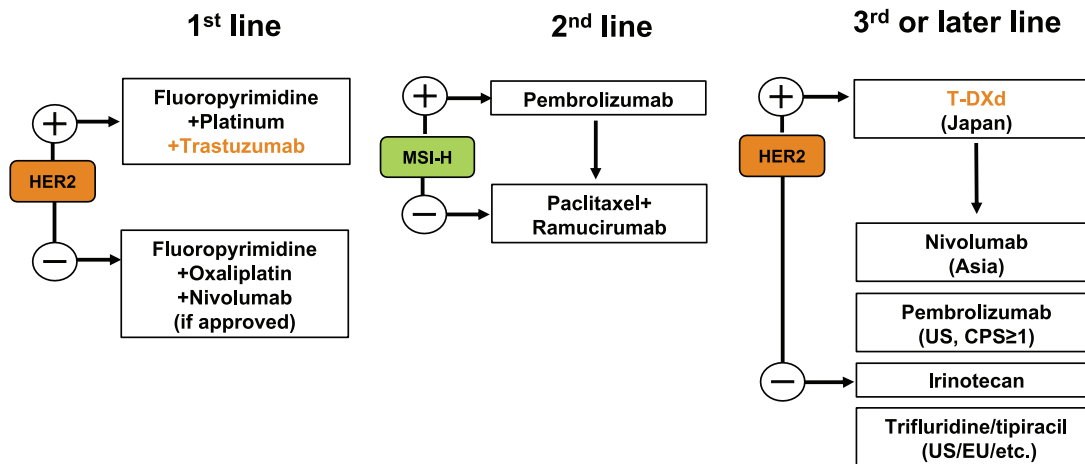 1st line
Fluoropyrimidine
+Platinum
+Trastuzumab
+
HER2
−
Fluoropyrimidine
+Oxaliplatin
+Nivolumab
(if approved)
2nd line
+
Pembrolizumab
MSI-H
−
Paclitaxel+
Ramucirumab
3rd or later line
+
T-DXd
(Japan)
HER2
Nivolumab
(Asia)
Pembrolizumab
(US, CPS≥1)
−
Irinotecan
Trifluridine/tipiracil
(US/EU/etc.)